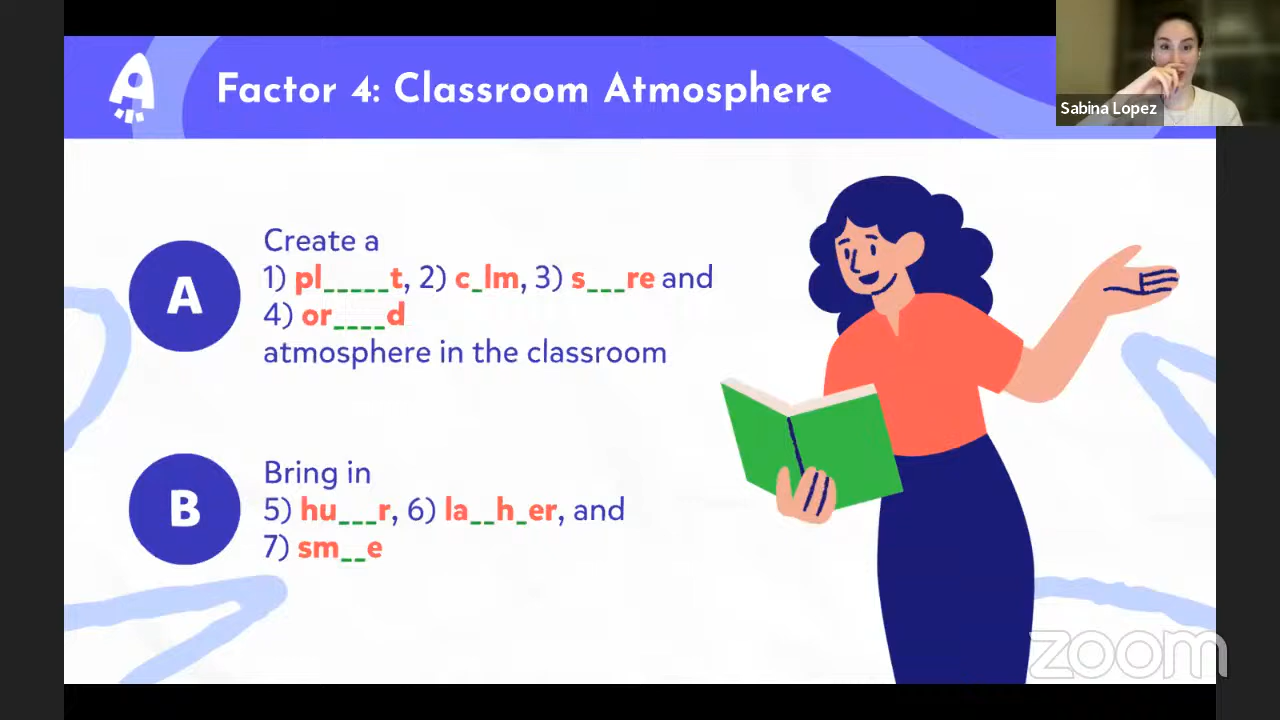 Factor 4: Classroom Atmosphere
Sabina Lopez
A
Create a
1) pl_____t, 2) c_lm, 3) s___re and
4) or____d
atmosphere in the classroom
B
Bring in
5) hu___r, 6) la__h_er, and
7) sm__e
zoom